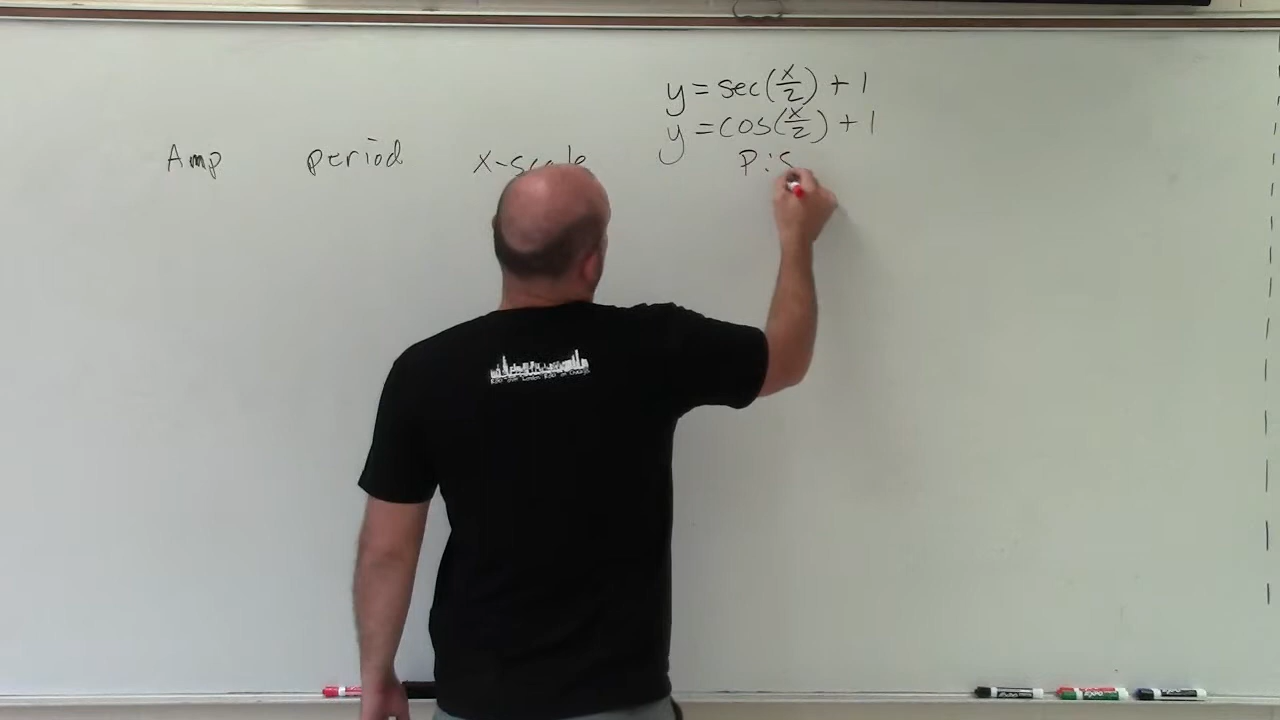 y = sec(x/2) + 1
y = cos(x/2) + 1
Amp period x-scale
P: